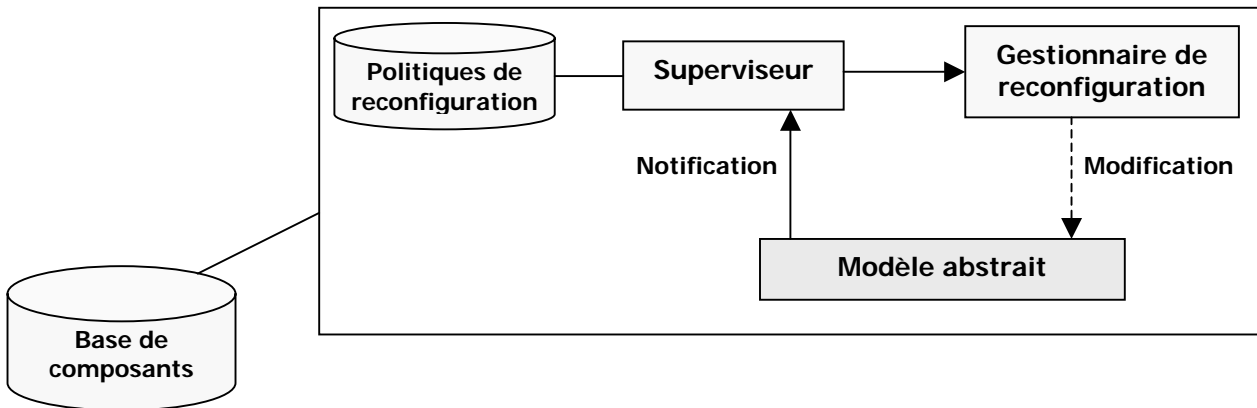 Politiques de
reconfiguration
Superviseur
Gestionnaire de
reconfiguration
Notification
Modification
Modèle abstrait
Base de
composants